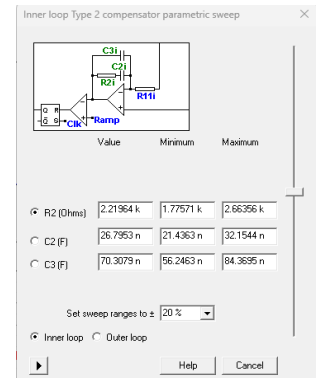 Inner loop Type 2 compensator parametric sweep
C3i
C2i
R2i
R11i
Q R
Q S
Clk
Ramp
Value Minimum Maximum
R2 (Ohms) 2.21964 k 1.77571 k 2.66356 k
C2 (F) 26.7953 n 21.4363 n 32.1544 n
C3 (F) 70.3079 n 56.2463 n 84.3695 n
Set sweep ranges to ± 20 %
Inner loop Outer loop
Help Cancel